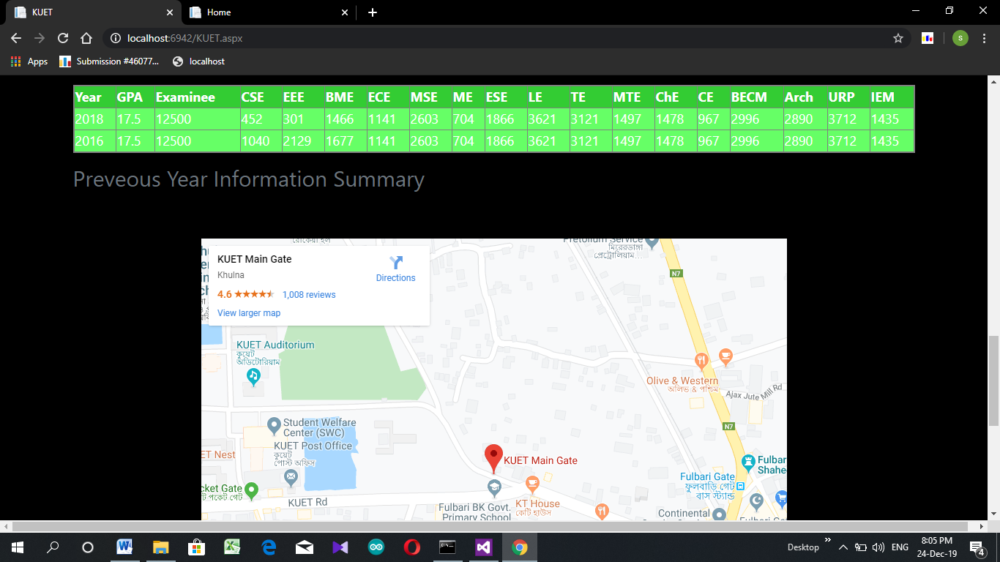 KUET
Home
localhost:6942/KUET.aspx
S
Apps
Submission #46077...
localhost
Year GPA Examinee CSE EEE BME ECE MSE ME ESE LE TE MTE ChE CE BECM Arch URP IEM
2018 17.5 12500 452 301 1466 1141 2603 704 1866 3621 3121 1497 1478 967 2996 2890 3712 1435
2016 17.5 12500 1040 2129 1677 1141 2603 704 1866 3621 3121 1497 1478 967 2996 2890 3712 1435
Preveous Year Information Summary
KUET Main Gate
Khulna
4.6
1,008 reviews
View larger map
Directions
রোকেয়া হল
Pretolium Service
মিরেরডাঙ্গা
প্রেট্রোলিয়াম...
N7
KUET Auditorium
কুয়েট
অডিটোরিয়াম
Olive & Western
অলিভ & পশ্চিম
Ajax Jute Mill Rd
N7
Student Welfare
Center (SWC)
KUET Post Office
কুয়েট
পোস্ট অফিস
ET Nest
KUET Main Gate
Fulbar
Shahe
Fulbari Gate
ফুলবাড়ি গেট
বাস স্ট্যান্ড
cket Gate
ট পকেট গেট
KUET Rd
Fulbari BK Govt.
Primary School
KT House
কেটি হাউস
Continental
Desktop
ENG
8:05 PM
24-Dec-19
4